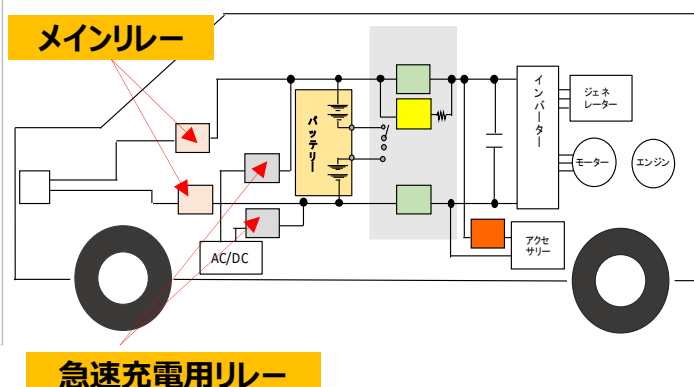 メインリレー
バッテリー
インバーター
ジェネ
レーター
モーター
エンジン
アクセ
サリー
AC/DC
急速充電用リレー